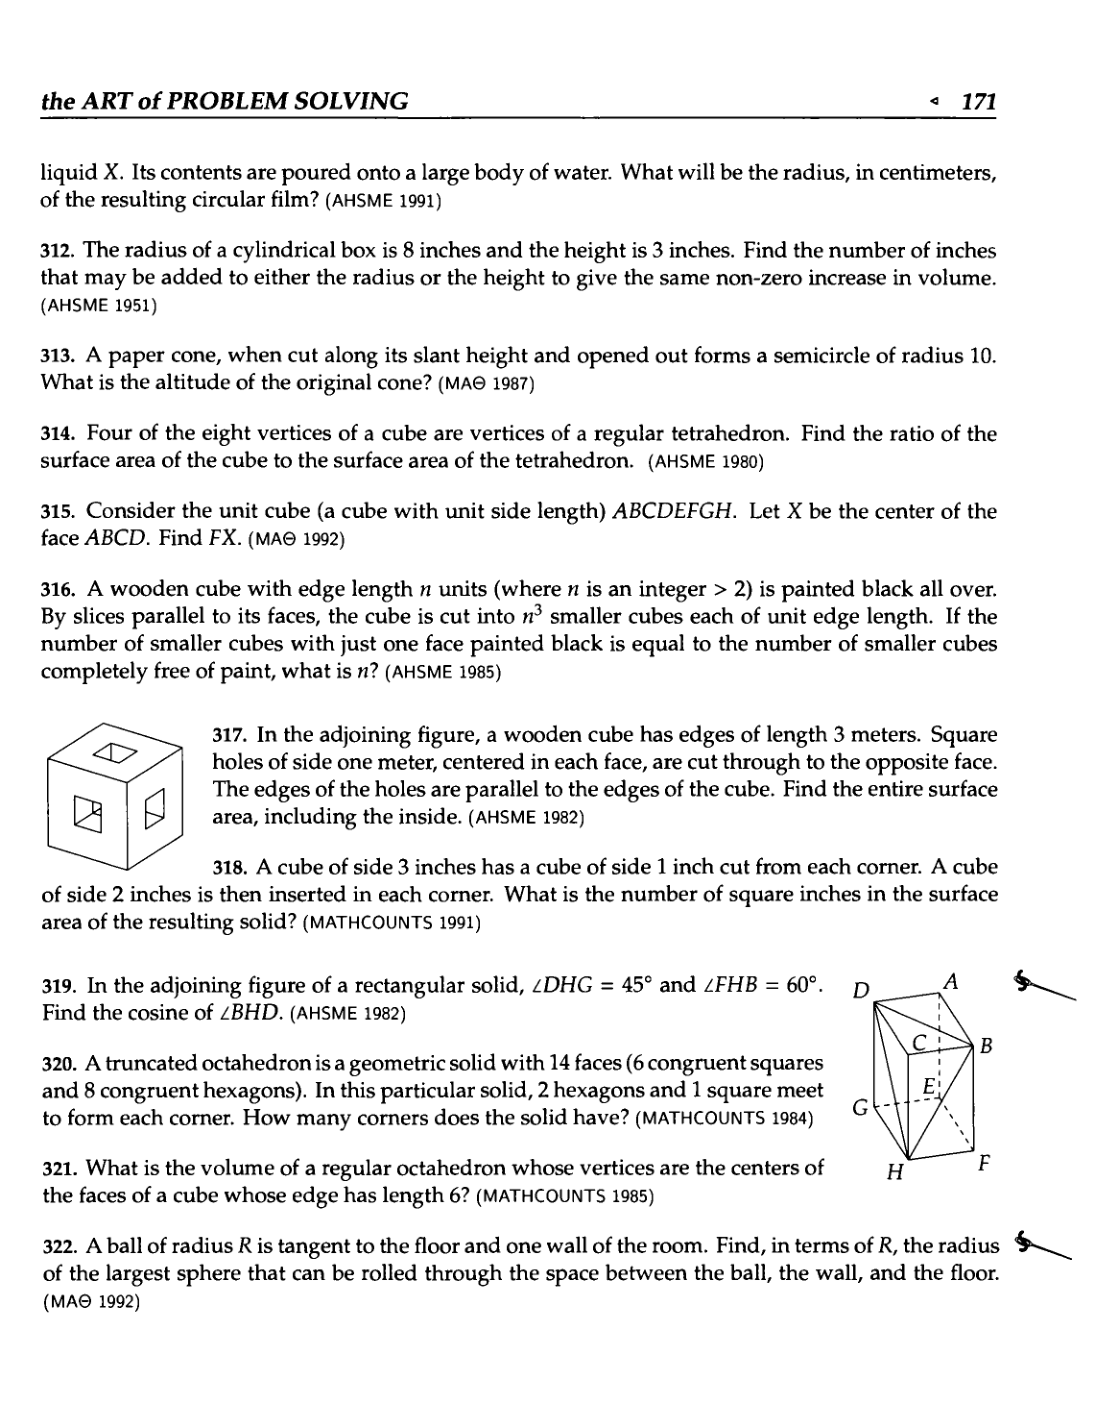 the ART of PROBLEM SOLVING ◃ 171
liquid X. Its contents are poured onto a large body of water. What will be the radius, in centimeters,
of the resulting circular film? (AHSME 1991)
312. The radius of a cylindrical box is 8 inches and the height is 3 inches. Find the number of inches
that may be added to either the radius or the height to give the same non-zero increase in volume.
(AHSME 1951)
313. A paper cone, when cut along its slant height and opened out forms a semicircle of radius 10.
What is the altitude of the original cone? (MAΘ 1987)
314. Four of the eight vertices of a cube are vertices of a regular tetrahedron. Find the ratio of the
surface area of the cube to the surface area of the tetrahedron. (AHSME 1980)
315. Consider the unit cube (a cube with unit side length) ABCDEFGH. Let X be the center of the
face ABCD. Find FX. (MAΘ 1992)
316. A wooden cube with edge length n units (where n is an integer > 2) is painted black all over.
By slices parallel to its faces, the cube is cut into n³ smaller cubes each of unit edge length. If the
number of smaller cubes with just one face painted black is equal to the number of smaller cubes
completely free of paint, what is n? (AHSME 1985)
317. In the adjoining figure, a wooden cube has edges of length 3 meters. Square
holes of side one meter, centered in each face, are cut through to the opposite face.
The edges of the holes are parallel to the edges of the cube. Find the entire surface
area, including the inside. (AHSME 1982)
318. A cube of side 3 inches has a cube of side 1 inch cut from each corner. A cube
of side 2 inches is then inserted in each corner. What is the number of square inches in the surface
area of the resulting solid? (MATHCOUNTS 1991)
319. In the adjoining figure of a rectangular solid, ∠DHG = 45° and ∠FHB = 60°.
Find the cosine of ∠BHD. (AHSME 1982)
320. A truncated octahedron is a geometric solid with 14 faces (6 congruent squares
and 8 congruent hexagons). In this particular solid, 2 hexagons and 1 square meet
to form each corner. How many corners does the solid have? (MATHCOUNTS 1984)
321. What is the volume of a regular octahedron whose vertices are the centers of
the faces of a cube whose edge has length 6? (MATHCOUNTS 1985)
D A
C B
E
G
H F
322. A ball of radius R is tangent to the floor and one wall of the room. Find, in terms of R, the radius
of the largest sphere that can be rolled through the space between the ball, the wall, and the floor.
(MAΘ 1992)